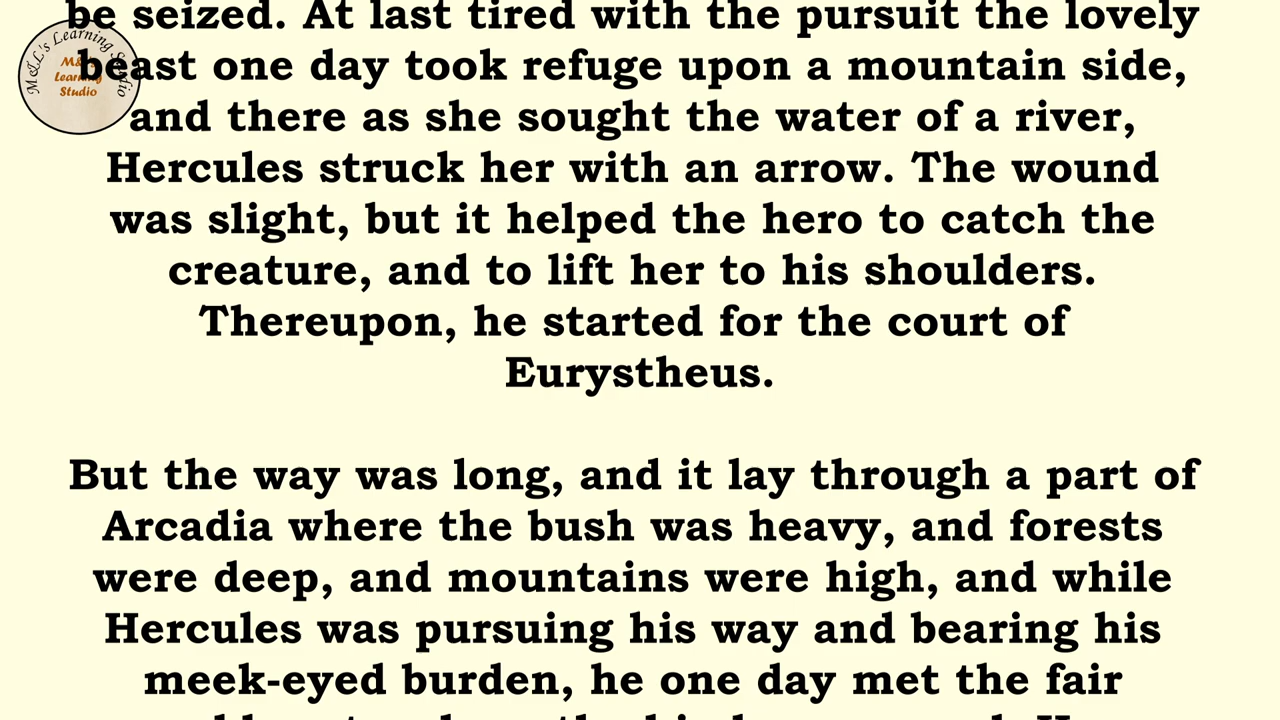 be seized. At last tired with the pursuit the lovely
beast one day took refuge upon a mountain side,
and there as she sought the water of a river,
Hercules struck her with an arrow. The wound
was slight, but it helped the hero to catch the
creature, and to lift her to his shoulders.
Thereupon, he started for the court of
Eurystheus.
But the way was long, and it lay through a part of
Arcadia where the bush was heavy, and forests
were deep, and mountains were high, and while
Hercules was pursuing his way and bearing his
meek-eyed burden, he one day met the fair
M&L's Learning Studio
Learning
Studio